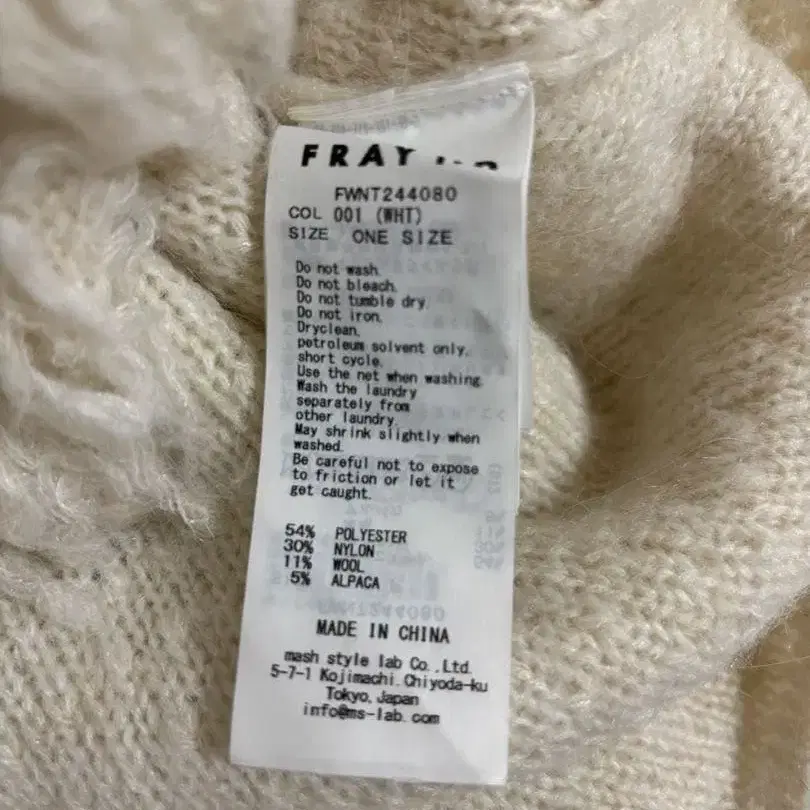 FRAY
FWNT244080
COL 001 (WHT)
SIZE ONE SIZE
Do not wash.
Do not bleach.
Do not tumble dry.
Do not iron.
Dryclean,
petroleum solvent only,
short cycle.
Use the net when washing.
Wash the laundry
separately from
other laundry.
May shrink slightly when
washed.
Be careful not to expose
to friction or let it
get caught.
54% POLYESTER
30% NYLON
11% WOOL
5% ALPACA
FWNT244080
MADE IN CHINA
mash style lab Co.,Ltd.
5-7-1 Kojimachi,Chiyoda-ku
Tokyo,Japan
info@ms-lab.com